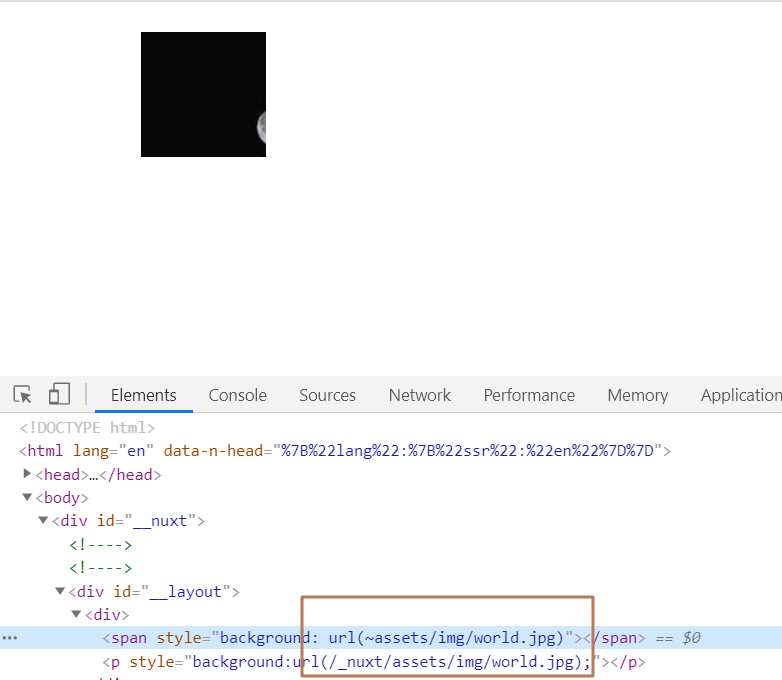 Elements Console Sources Network Performance Memory Application
<!DOCTYPE html>
<html lang="en" data-n-head="%7B%22lang%22:%7B%22ssr%22:%22en%22%7D%7D">
<head>…</head>
<body>
<div id="__nuxt">
<!---->
<!---->
<div id="__layout">
<div>
<span style="background: url(~assets/img/world.jpg)"></span> == $0
<p style="background:url(/_nuxt/assets/img/world.jpg);"></p>